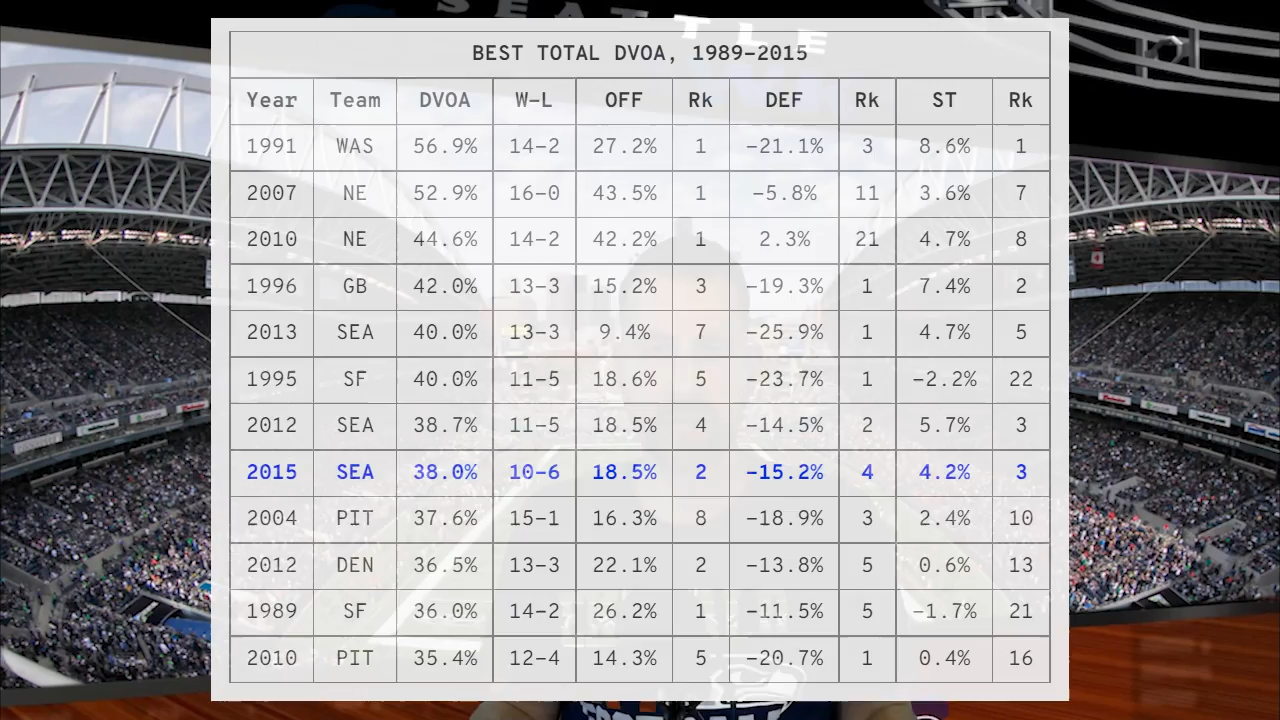 SEATTLE
BEST TOTAL DVOA, 1989-2015
Year Team DVOA W-L OFF Rk DEF Rk ST Rk
1991 WAS 56.9% 14-2 27.2% 1 -21.1% 3 8.6% 1
2007 NE 52.9% 16-0 43.5% 1 -5.8% 11 3.6% 7
2010 NE 44.6% 14-2 42.2% 1 2.3% 21 4.7% 8
1996 GB 42.0% 13-3 15.2% 3 -19.3% 1 7.4% 2
2013 SEA 40.0% 13-3 9.4% 7 -25.9% 1 4.7% 5
1995 SF 40.0% 11-5 18.6% 5 -23.7% 1 -2.2% 22
2012 SEA 38.7% 11-5 18.5% 4 -14.5% 2 5.7% 3
2015 SEA 38.0% 10-6 18.5% 2 -15.2% 4 4.2% 3
2004 PIT 37.6% 15-1 16.3% 8 -18.9% 3 2.4% 10
2012 DEN 36.5% 13-3 22.1% 2 -13.8% 5 0.6% 13
1989 SF 36.0% 14-2 26.2% 1 -11.5% 5 -1.7% 21
2010 PIT 35.4% 12-4 14.3% 5 -20.7% 1 0.4% 16